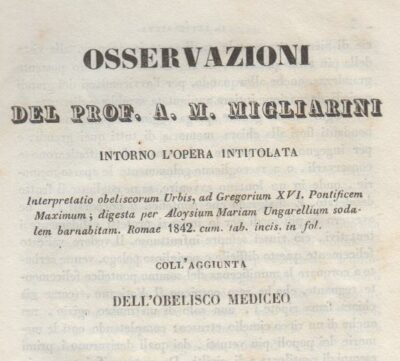 OSSERVAZIONI
DEL PROF. A. M. MIGLIARINI
INTORNO L'OPERA INTITOLATA
Interpretatio obeliscorum Urbis, ad Gregorium XVI. Pontificem
Maximum; digesta per Aloysium Mariam Ungarellium soda-
lem barnabitam. Romae 1842. cum. tab. incis. in fol.
COLL'AGGIUNTA
DELL'OBELISCO MEDICEO